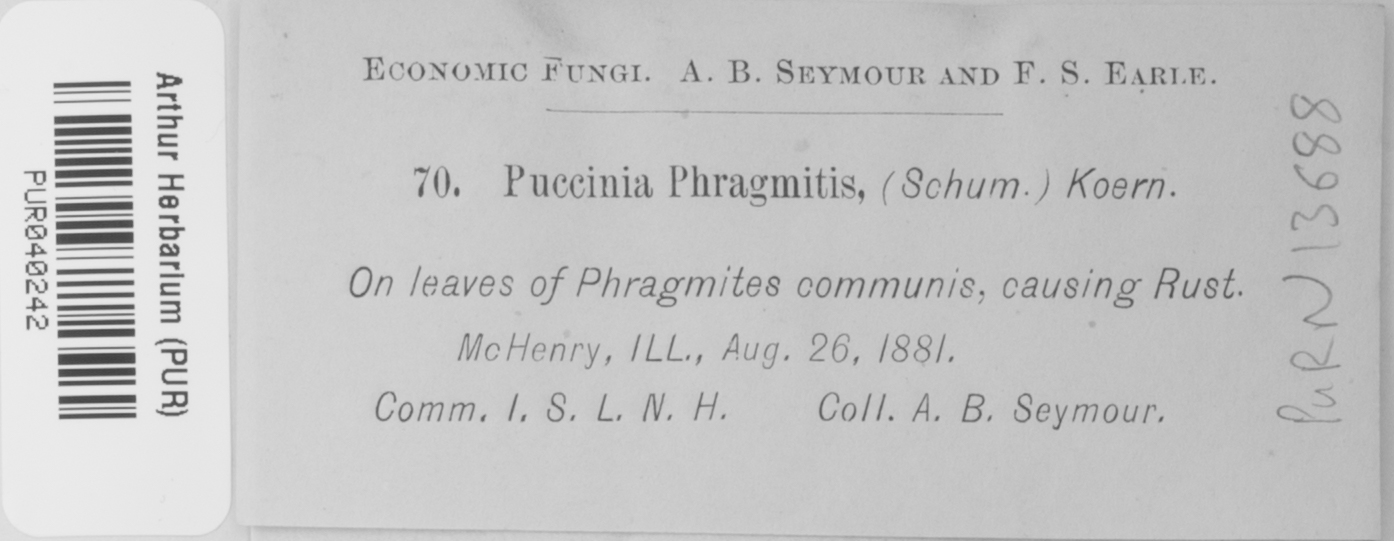 Arthur Herbarium (PUR)
PUR040242
ECONOMIC FUNGI. A. B. SEYMOUR AND F. S. EARLE.
70. Puccinia Phragmitis, (Schum.) Koern.
On leaves of Phragmites communis, causing Rust.
McHenry, ILL., Aug. 26, 1881.
Comm. I. S. L. N. H. Coll. A. B. Seymour.
PUR N 13688